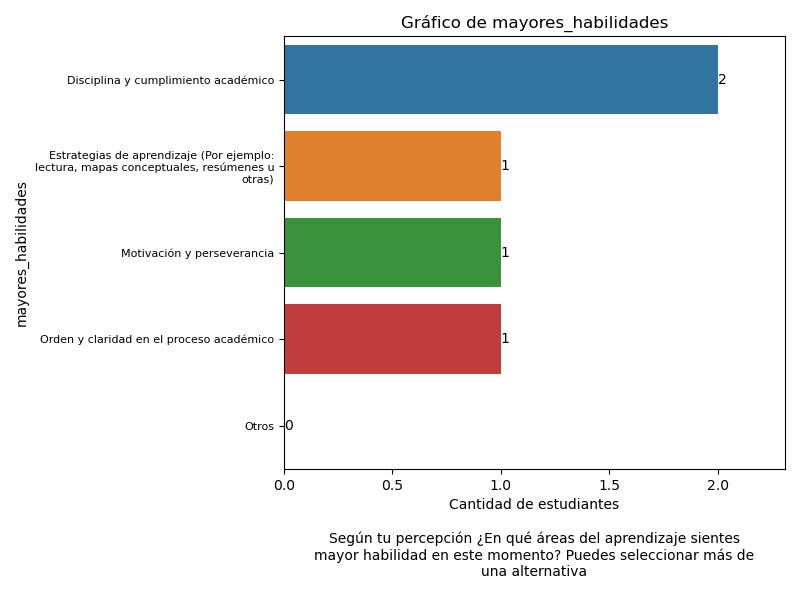 Gráfico de mayores_habilidades
Disciplina y cumplimiento académico
2
Estrategias de aprendizaje (Por ejemplo:
lectura, mapas conceptuales, resúmenes u
otras)
1
Motivación y perseverancia
1
Orden y claridad en el proceso académico
1
Otros
0
mayores_habilidades
0.0 0.5 1.0 1.5 2.0
Cantidad de estudiantes
Según tu percepción ¿En qué áreas del aprendizaje sientes
mayor habilidad en este momento? Puedes seleccionar más de
una alternativa